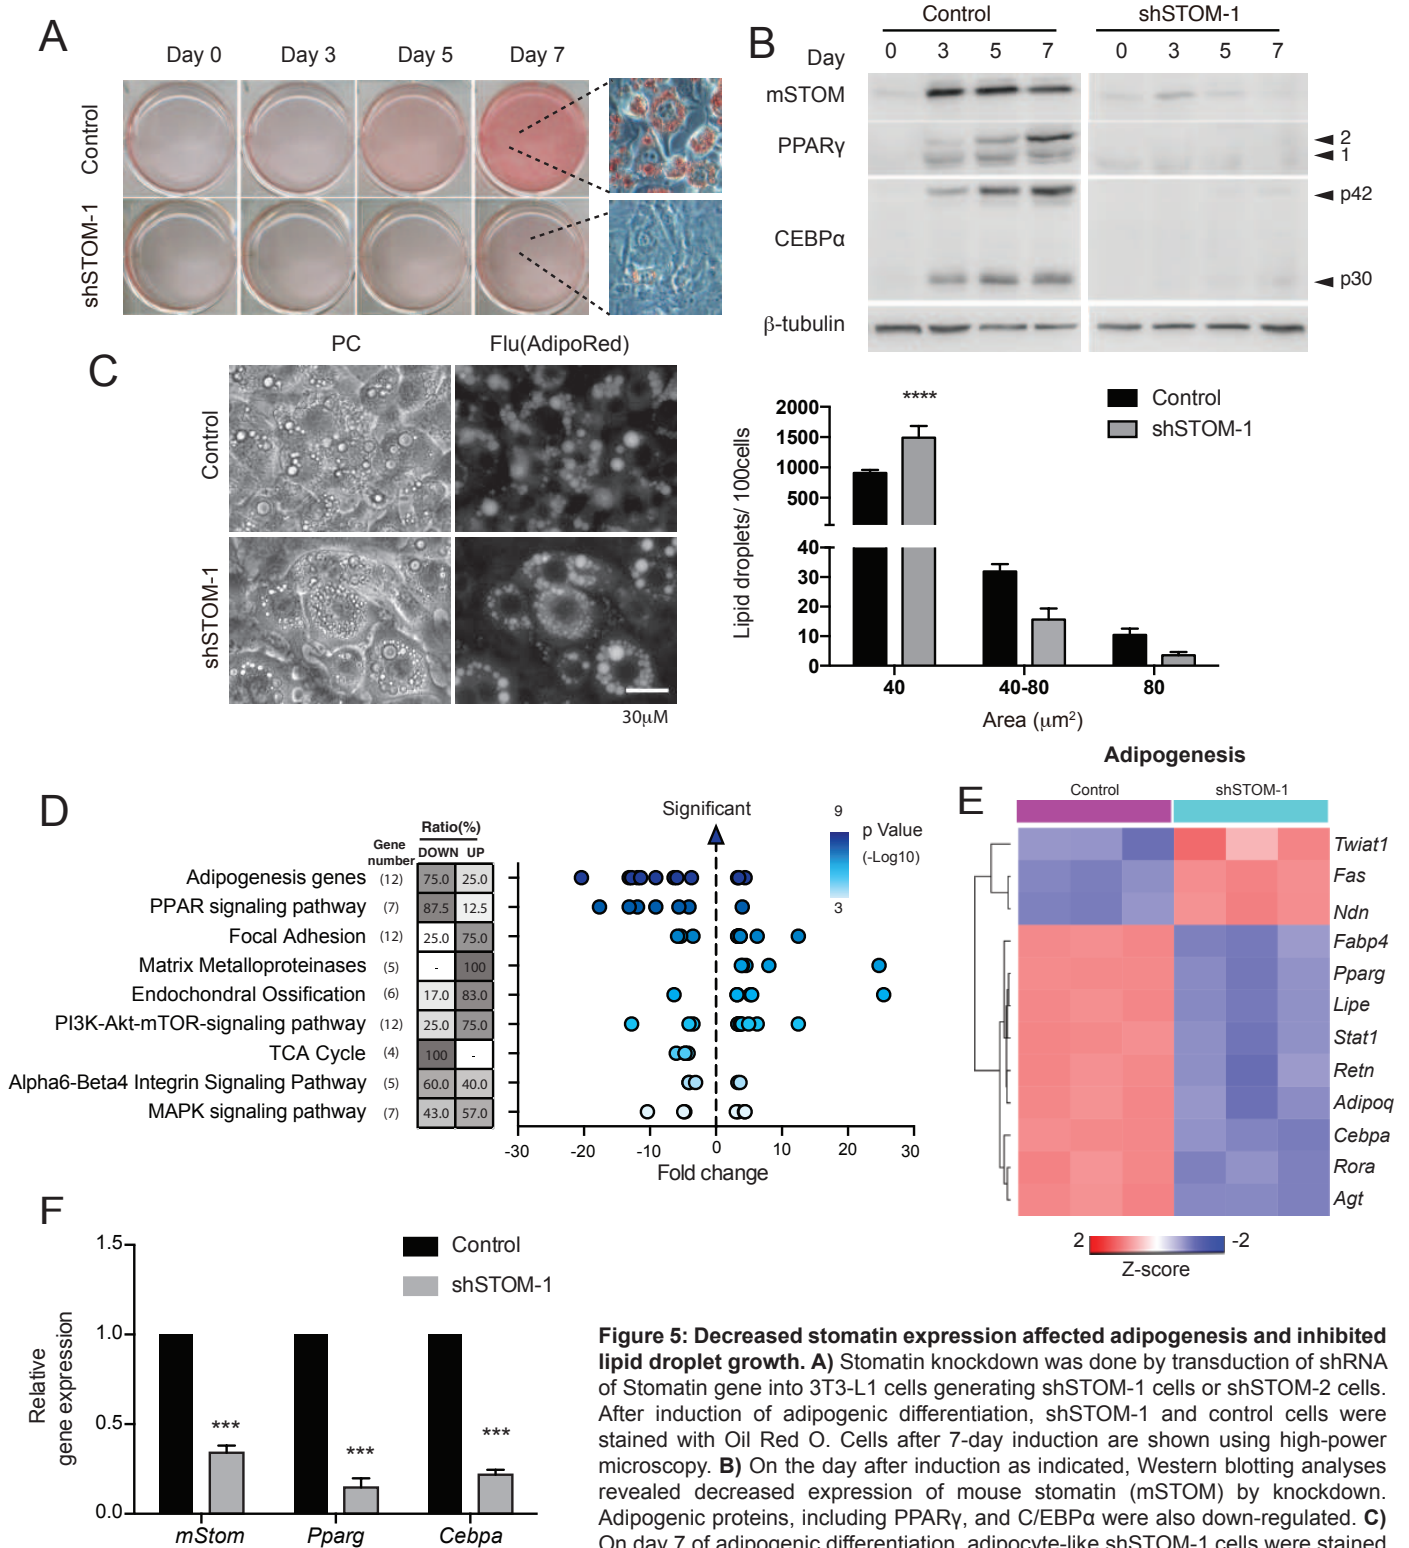 A
Day 0 Day 3 Day 5 Day 7
Control
shSTOM-1
B
Control shSTOM-1
Day 0 3 5 7 0 3 5 7
mSTOM
PPARγ
2
1
CEBPα
p42
p30
β-tubulin
C
PC Flu(AdipoRed)
Control
shSTOM-1
30μM
****
Control
shSTOM-1
Lipid droplets/ 100cells
2000
1500
1000
500
40
30
20
10
0
40 40-80 80
Area (μm²)
D
Significant
Gene number
Ratio(%)
DOWN UP
Adipogenesis genes (12) 75.0 25.0
PPAR signaling pathway (7) 87.5 12.5
Focal Adhesion (12) 25.0 75.0
Matrix Metalloproteinases (5) - 100
Endochondral Ossification (6) 17.0 83.0
PI3K-Akt-mTOR-signaling pathway (12) 25.0 75.0
TCA Cycle (4) 100 -
Alpha6-Beta4 Integrin Signaling Pathway (5) 60.0 40.0
MAPK signaling pathway (7) 43.0 57.0
-30 -20 -10 0 10 20 30
Fold change
9
p Value
(-Log10)
3
E
Adipogenesis
Control shSTOM-1
Twiat1
Fas
Ndn
Fabp4
Pparg
Lipe
Stat1
Retn
Adipoq
Cebpa
Rora
Agt
2 -2
Z-score
F
Control
shSTOM-1
Relative
gene expression
1.5
1.0
0.5
0.0
*** *** ***
mStom Pparg Cebpa
Figure 5: Decreased stomatin expression affected adipogenesis and inhibited
lipid droplet growth. A) Stomatin knockdown was done by transduction of shRNA
of Stomatin gene into 3T3-L1 cells generating shSTOM-1 cells or shSTOM-2 cells.
After induction of adipogenic differentiation, shSTOM-1 and control cells were
stained with Oil Red O. Cells after 7-day induction are shown using high-power
microscopy. B) On the day after induction as indicated, Western blotting analyses
revealed decreased expression of mouse stomatin (mSTOM) by knockdown.
Adipogenic proteins, including PPARγ, and C/EBPα were also down-regulated. C)
On day 7 of adipogenic differentiation, adipocyte-like shSTOM-1 cells were stained